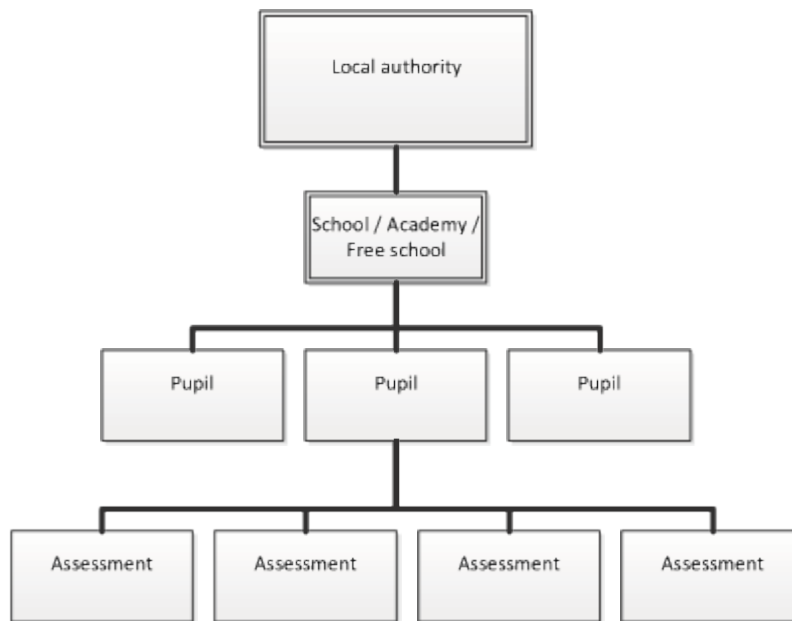 Local authority
School / Academy /
Free school
Pupil
Pupil
Pupil
Assessment
Assessment
Assessment
Assessment